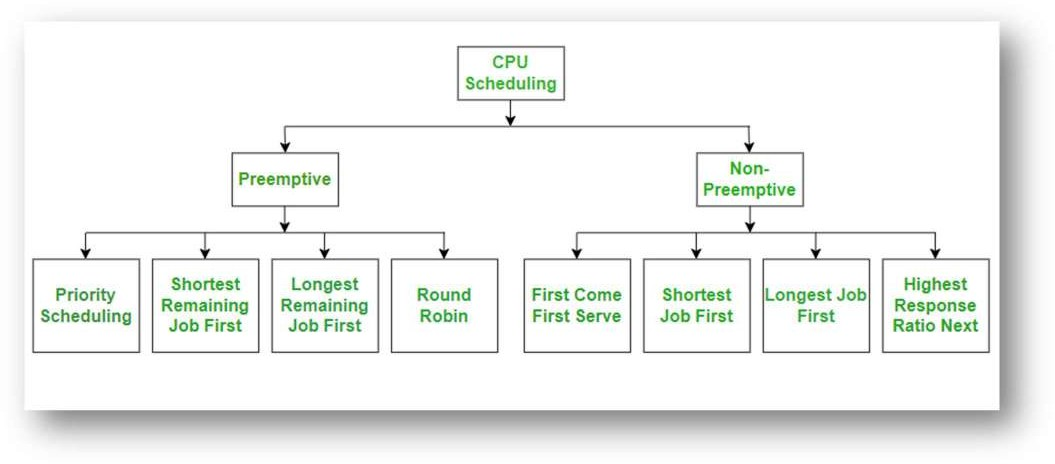 CPU
Scheduling
Preemptive
Non-
Preemptive
Priority
Scheduling
Shortest
Remaining
Job First
Longest
Remaining
Job First
Round
Robin
First Come
First Serve
Shortest
Job First
Longest Job
First
Highest
Response
Ratio Next